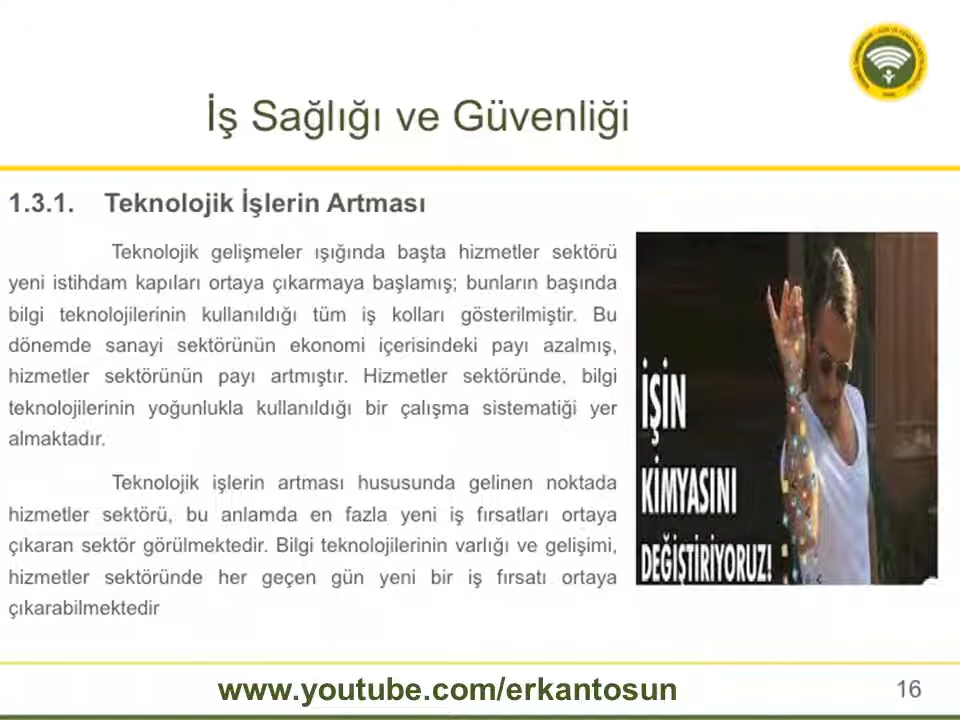 İş Sağlığı ve Güvenliği
1.3.1. Teknolojik İşlerin Artması
Teknolojik gelişmeler ışığında başta hizmetler sektörü
yeni istihdam kapıları ortaya çıkarmaya başlamış; bunların başında
bilgi teknolojilerinin kullanıldığı tüm iş kolları gösterilmiştir. Bu
dönemde sanayi sektörünün ekonomi içerisindeki payı azalmış,
hizmetler sektörünün payı artmıştır. Hizmetler sektöründe, bilgi
teknolojilerinin yoğunlukla kullanıldığı bir çalışma sistematiği yer
almaktadır.
Teknolojik işlerin artması hususunda gelinen noktada
hizmetler sektörü, bu anlamda en fazla yeni iş fırsatları ortaya
çıkaran sektör görülmektedir. Bilgi teknolojilerinin varlığı ve gelişimi,
hizmetler sektöründe her geçen gün yeni bir iş fırsatı ortaya
çıkarabilmektedir
İŞİN
KİMYASINI
DEĞİŞTİRİYORUZ!
www.youtube.com/erkantosun
16